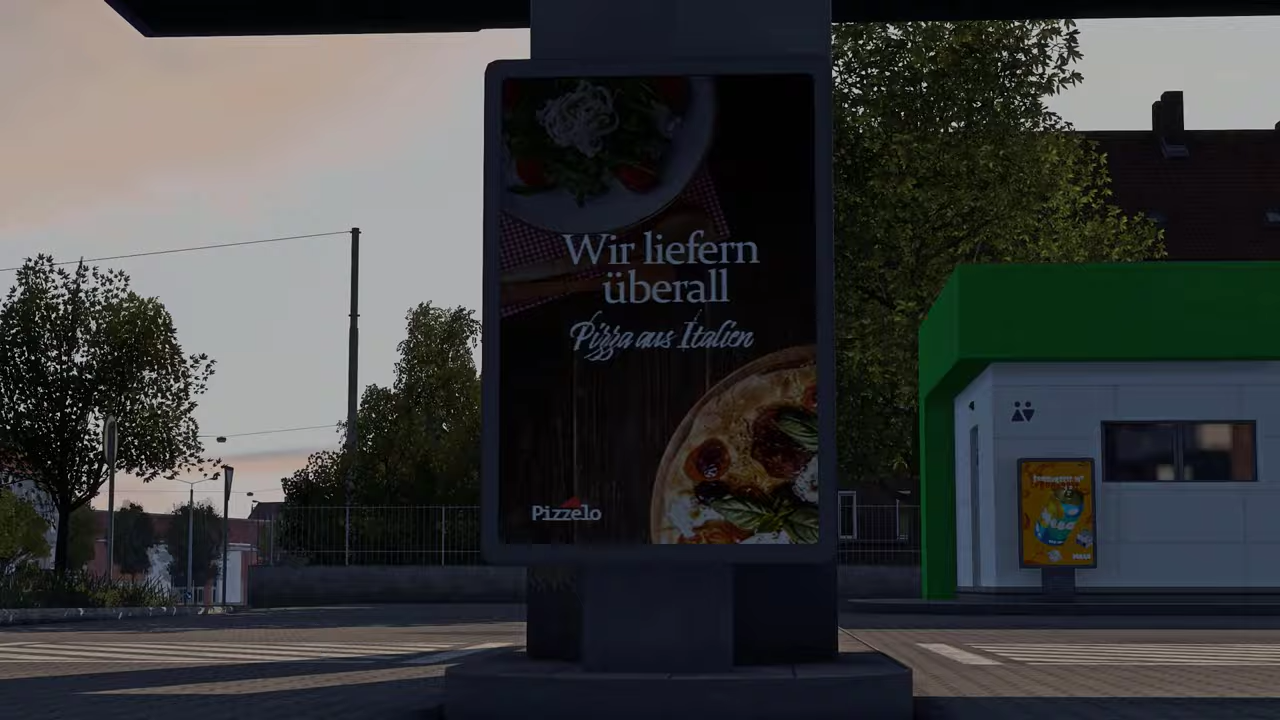 Wir liefern
überall
Pizza aus Italien
Pizzelo